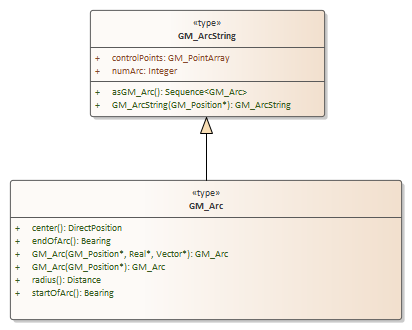 «type»
GM_ArcString
+ controlPoints: GM_PointArray
+ numArc: Integer
+ asGM_Arc(): Sequence<GM_Arc>
+ GM_ArcString(GM_Position*): GM_ArcString
«type»
GM_Arc
+ center(): DirectPosition
+ endOfArc(): Bearing
+ GM_Arc(GM_Position*, Real*, Vector*): GM_Arc
+ GM_Arc(GM_Position*): GM_Arc
+ radius(): Distance
+ startOfArc(): Bearing